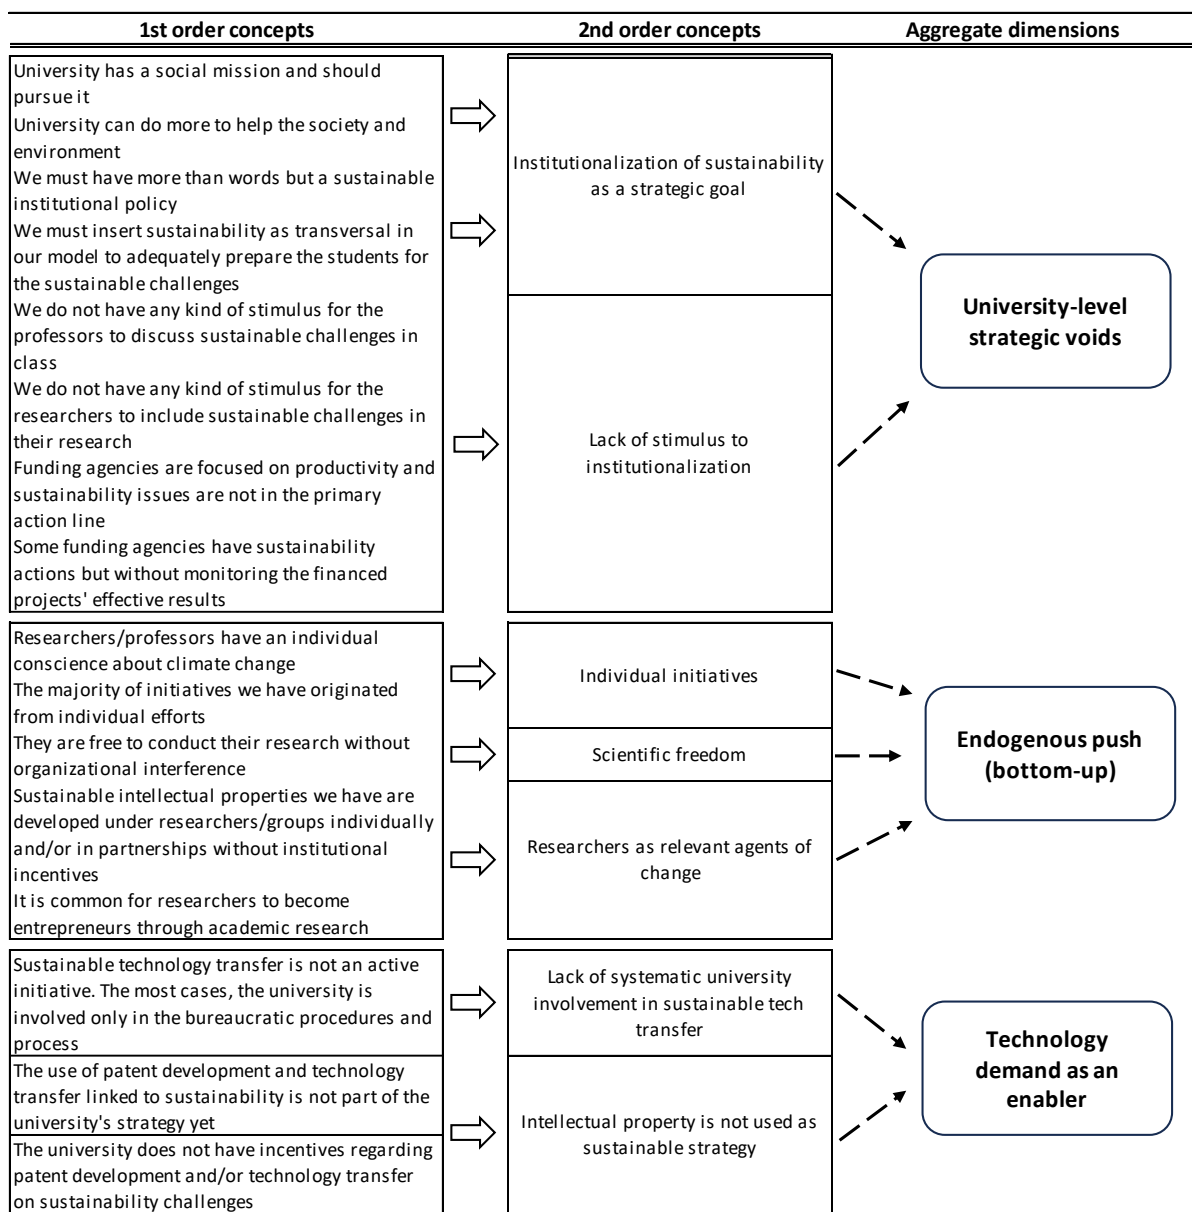 1st order concepts
2nd order concepts
Aggregate dimensions
University has a social mission and should
pursue it
University can do more to help the society and
environment
We must have more than words but a sustainable
institutional policy
We must insert sustainability as transversal in
our model to adequately prepare the students for
the sustainable challenges
We do not have any kind of stimulus for the
professors to discuss sustainable challenges in
class
We do not have any kind of stimulus for the
researchers to include sustainable challenges in
their research
Funding agencies are focused on productivity and
sustainability issues are not in the primary
action line
Some funding agencies have sustainability
actions but without monitoring the financed
projects' effective results
Institutionalization of sustainability
as a strategic goal
Lack of stimulus to
institutionalization
University-level
strategic voids
Researchers/professors have an individual
conscience about climate change
The majority of initiatives we have originated
from individual efforts
They are free to conduct their research without
organizational interference
Sustainable intellectual properties we have are
developed under researchers/groups individually
and/or in partnerships without institutional
incentives
It is common for researchers to become
entrepreneurs through academic research
Individual initiatives
Scientific freedom
Researchers as relevant agents of
change
Endogenous push
(bottom-up)
Sustainable technology transfer is not an active
initiative. The most cases, the university is
involved only in the bureaucratic procedures and
process
The use of patent development and technology
transfer linked to sustainability is not part of the
university's strategy yet
The university does not have incentives regarding
patent development and/or technology transfer
on sustainability challenges
Lack of systematic university
involvement in sustainable tech
transfer
Intellectual property is not used as
sustainable strategy
Technology
demand as an
enabler